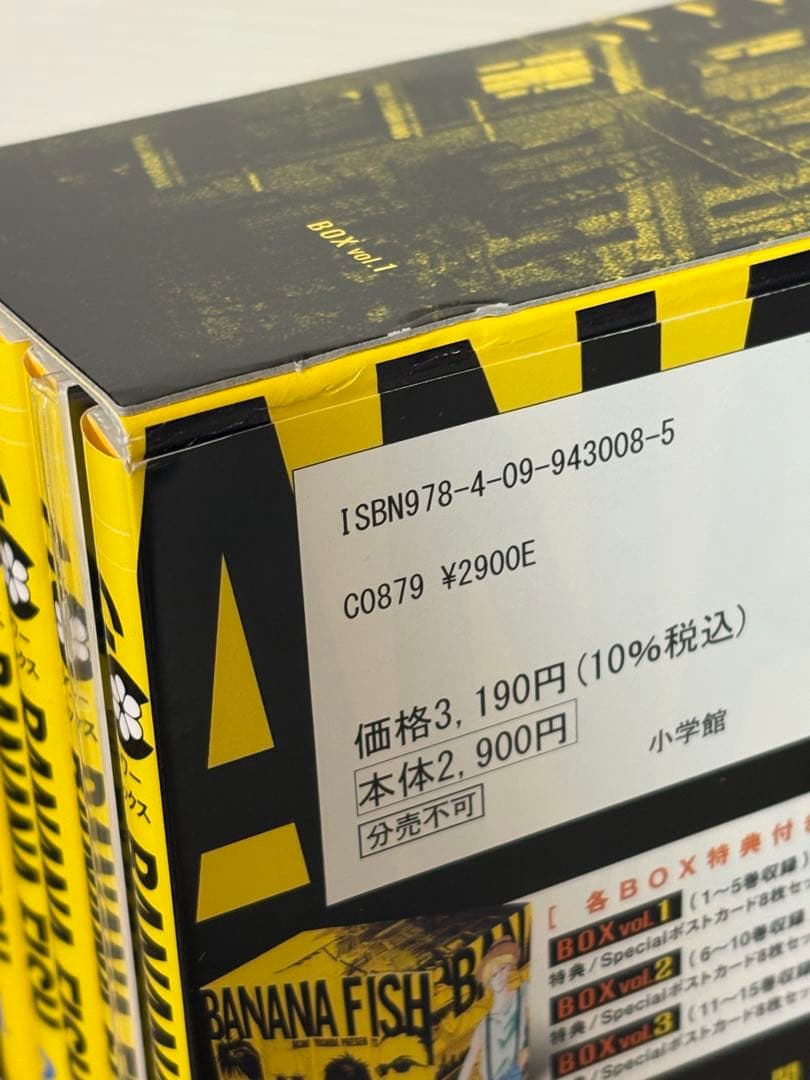 BOX vol.1
ISBN978-4-09-943008-5
C0879 ¥2900E
価格3,190円(10%税込)
本体2,900円
小学館
分売不可
[ 各BOX特典付
BOX vol.1 (1〜5巻収録)
特典/Specialポストカード8枚セ
BOX vol.2 (6〜10巻収録
特典/Specialポストカード8枚セ
BOX vol.3 (11〜15巻収録
BANANA FISH
BANANA FISH